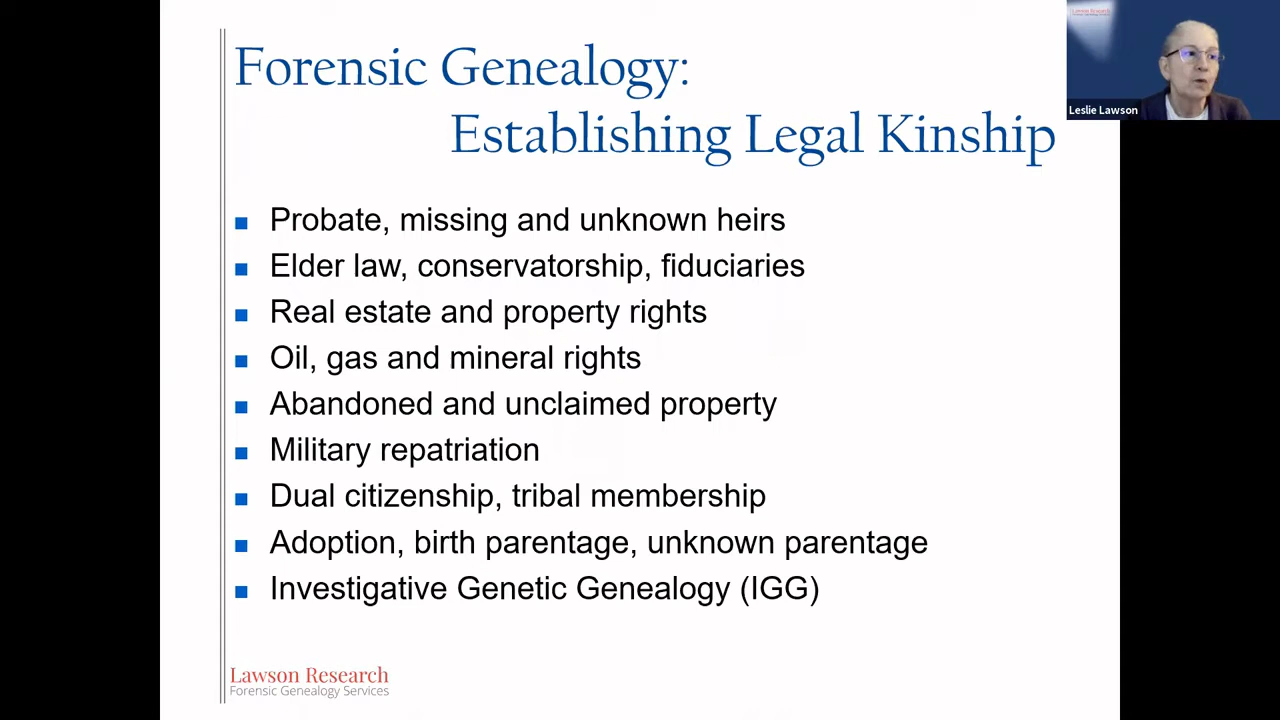 Forensic Genealogy:
Establishing Legal Kinship
Probate, missing and unknown heirs
Elder law, conservatorship, fiduciaries
Real estate and property rights
Oil, gas and mineral rights
Abandoned and unclaimed property
Military repatriation
Dual citizenship, tribal membership
Adoption, birth parentage, unknown parentage
Investigative Genetic Genealogy (IGG)
Lawson Research
Forensic Genealogy Services
Lawson Research
Leslie Lawson